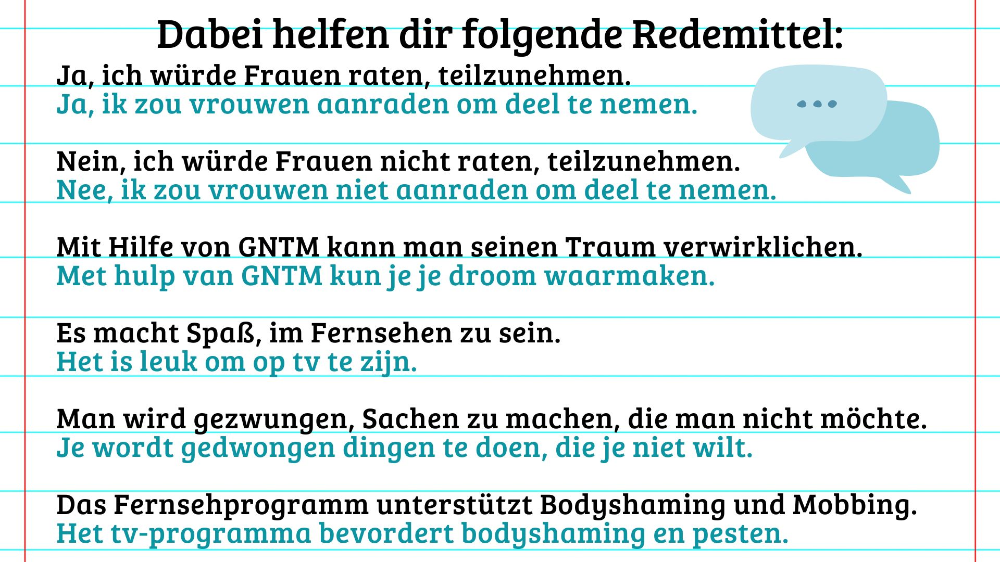 Dabei helfen dir folgende Redemittel:
Ja, ich würde Frauen raten, teilzunehmen.
Ja, ik zou vrouwen aanraden om deel te nemen.
Nein, ich würde Frauen nicht raten, teilzunehmen.
Nee, ik zou vrouwen niet aanraden om deel te nemen.
Mit Hilfe von GNTM kann man seinen Traum verwirklichen.
Met hulp van GNTM kun je je droom waarmaken.
Es macht Spaß, im Fernsehen zu sein.
Het is leuk om op tv te zijn.
Man wird gezwungen, Sachen zu machen, die man nicht möchte.
Je wordt gedwongen dingen te doen, die je niet wilt.
Das Fernsehprogramm unterstützt Bodyshaming und Mobbing.
Het tv-programma bevordert bodyshaming en pesten.